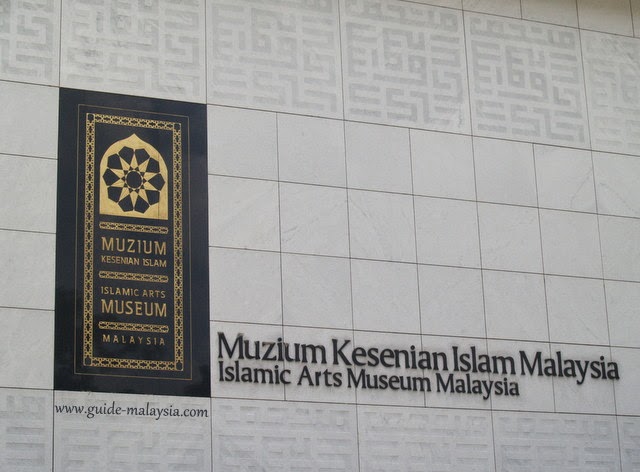 MUZIUM
KESENIAN ISLAM
ISLAMIC ARTS
MUSEUM
MALAYSIA
Muzium Kesenian Islam Malaysia
Islamic Arts Museum Malaysia
www.guide-malaysia.com